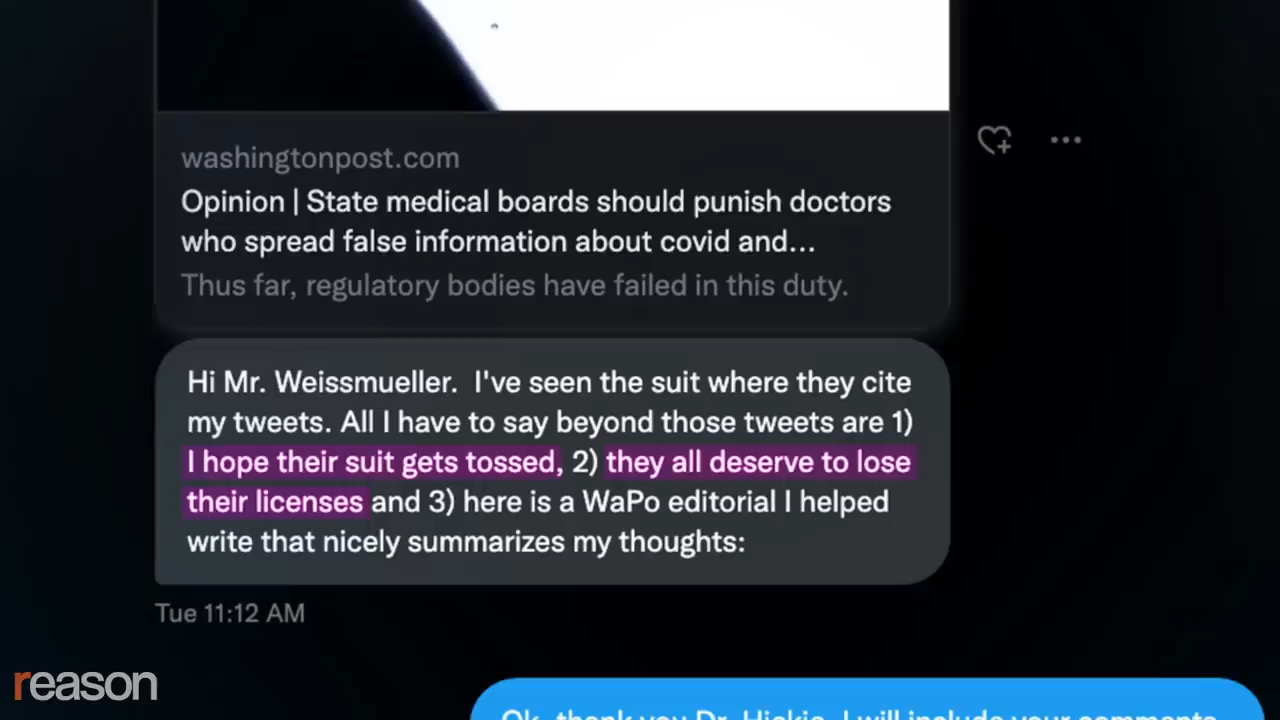 washingtonpost.com
Opinion | State medical boards should punish doctors
who spread false information about covid and...
Thus far, regulatory bodies have failed in this duty.
Hi Mr. Weissmueller.  I've seen the suit where they cite
my tweets. All I have to say beyond those tweets are 1)
I hope their suit gets tossed, 2) they all deserve to lose
their licenses and 3) here is a WaPo editorial I helped
write that nicely summarizes my thoughts:
Tue 11:12 AM
reason
Ok, thank you Dr. Hickie. I will include your comments